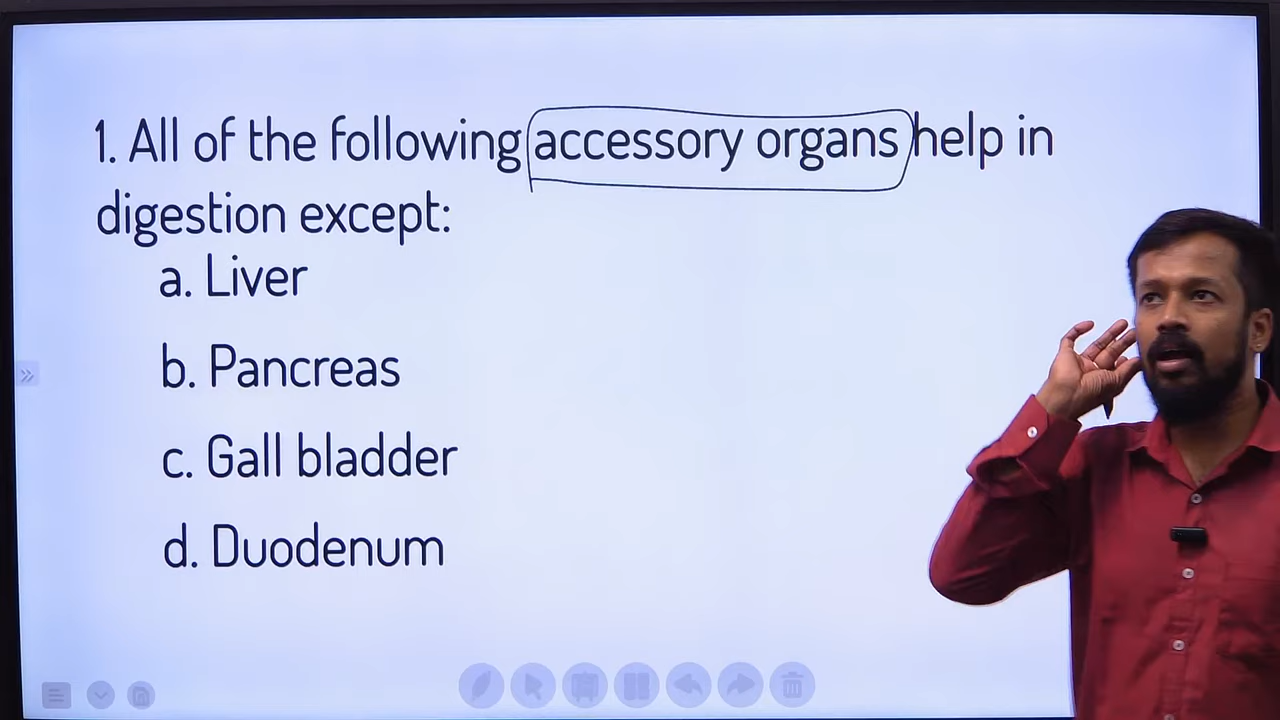 1. All of the following accessory organs help in
digestion except:
a. Liver
b. Pancreas
c. Gall bladder
d. Duodenum